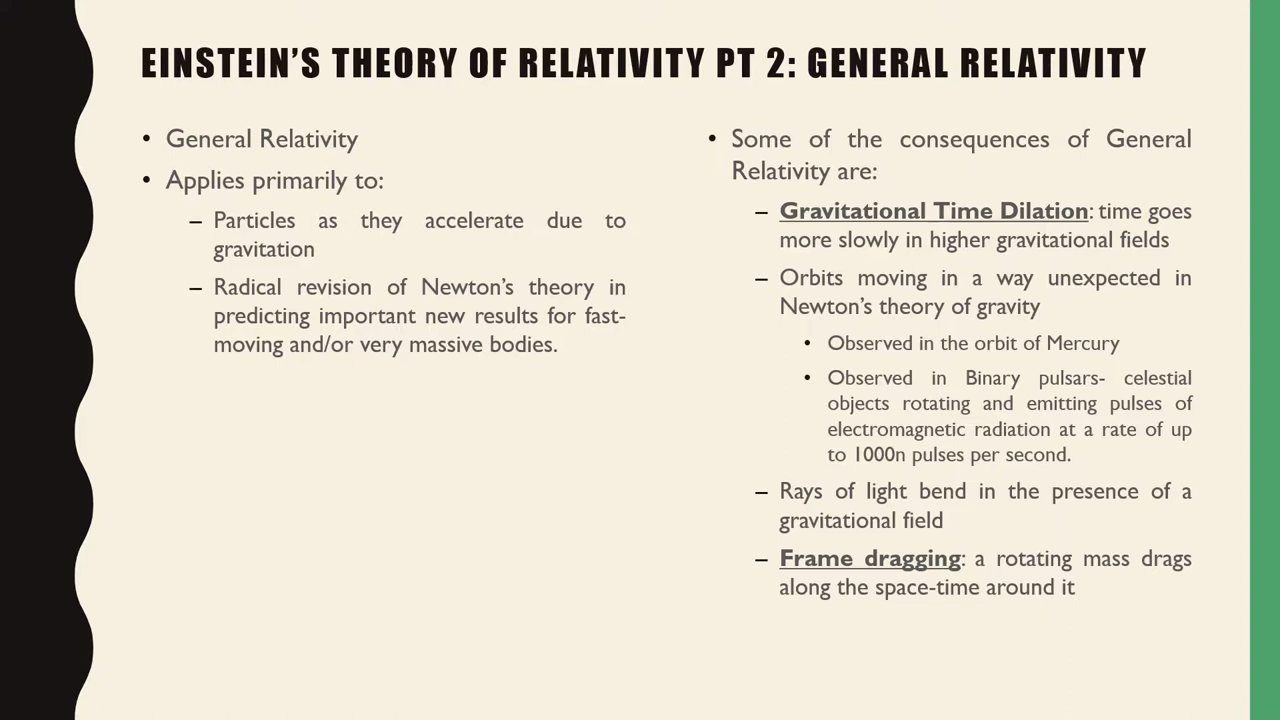 EINSTEIN'S THEORY OF RELATIVITY PT 2: GENERAL RELATIVITY
• General Relativity
• Applies primarily to:
– Particles as they accelerate due to
gravitation
– Radical revision of Newton's theory in
predicting important new results for fast-
moving and/or very massive bodies.
• Some of the consequences of General
Relativity are:
– Gravitational Time Dilation: time goes
more slowly in higher gravitational fields
– Orbits moving in a way unexpected in
Newton's theory of gravity
• Observed in the orbit of Mercury
• Observed in Binary pulsars- celestial
objects rotating and emitting pulses of
electromagnetic radiation at a rate of up
to 1000n pulses per second.
– Rays of light bend in the presence of a
gravitational field
– Frame dragging: a rotating mass drags
along the space-time around it